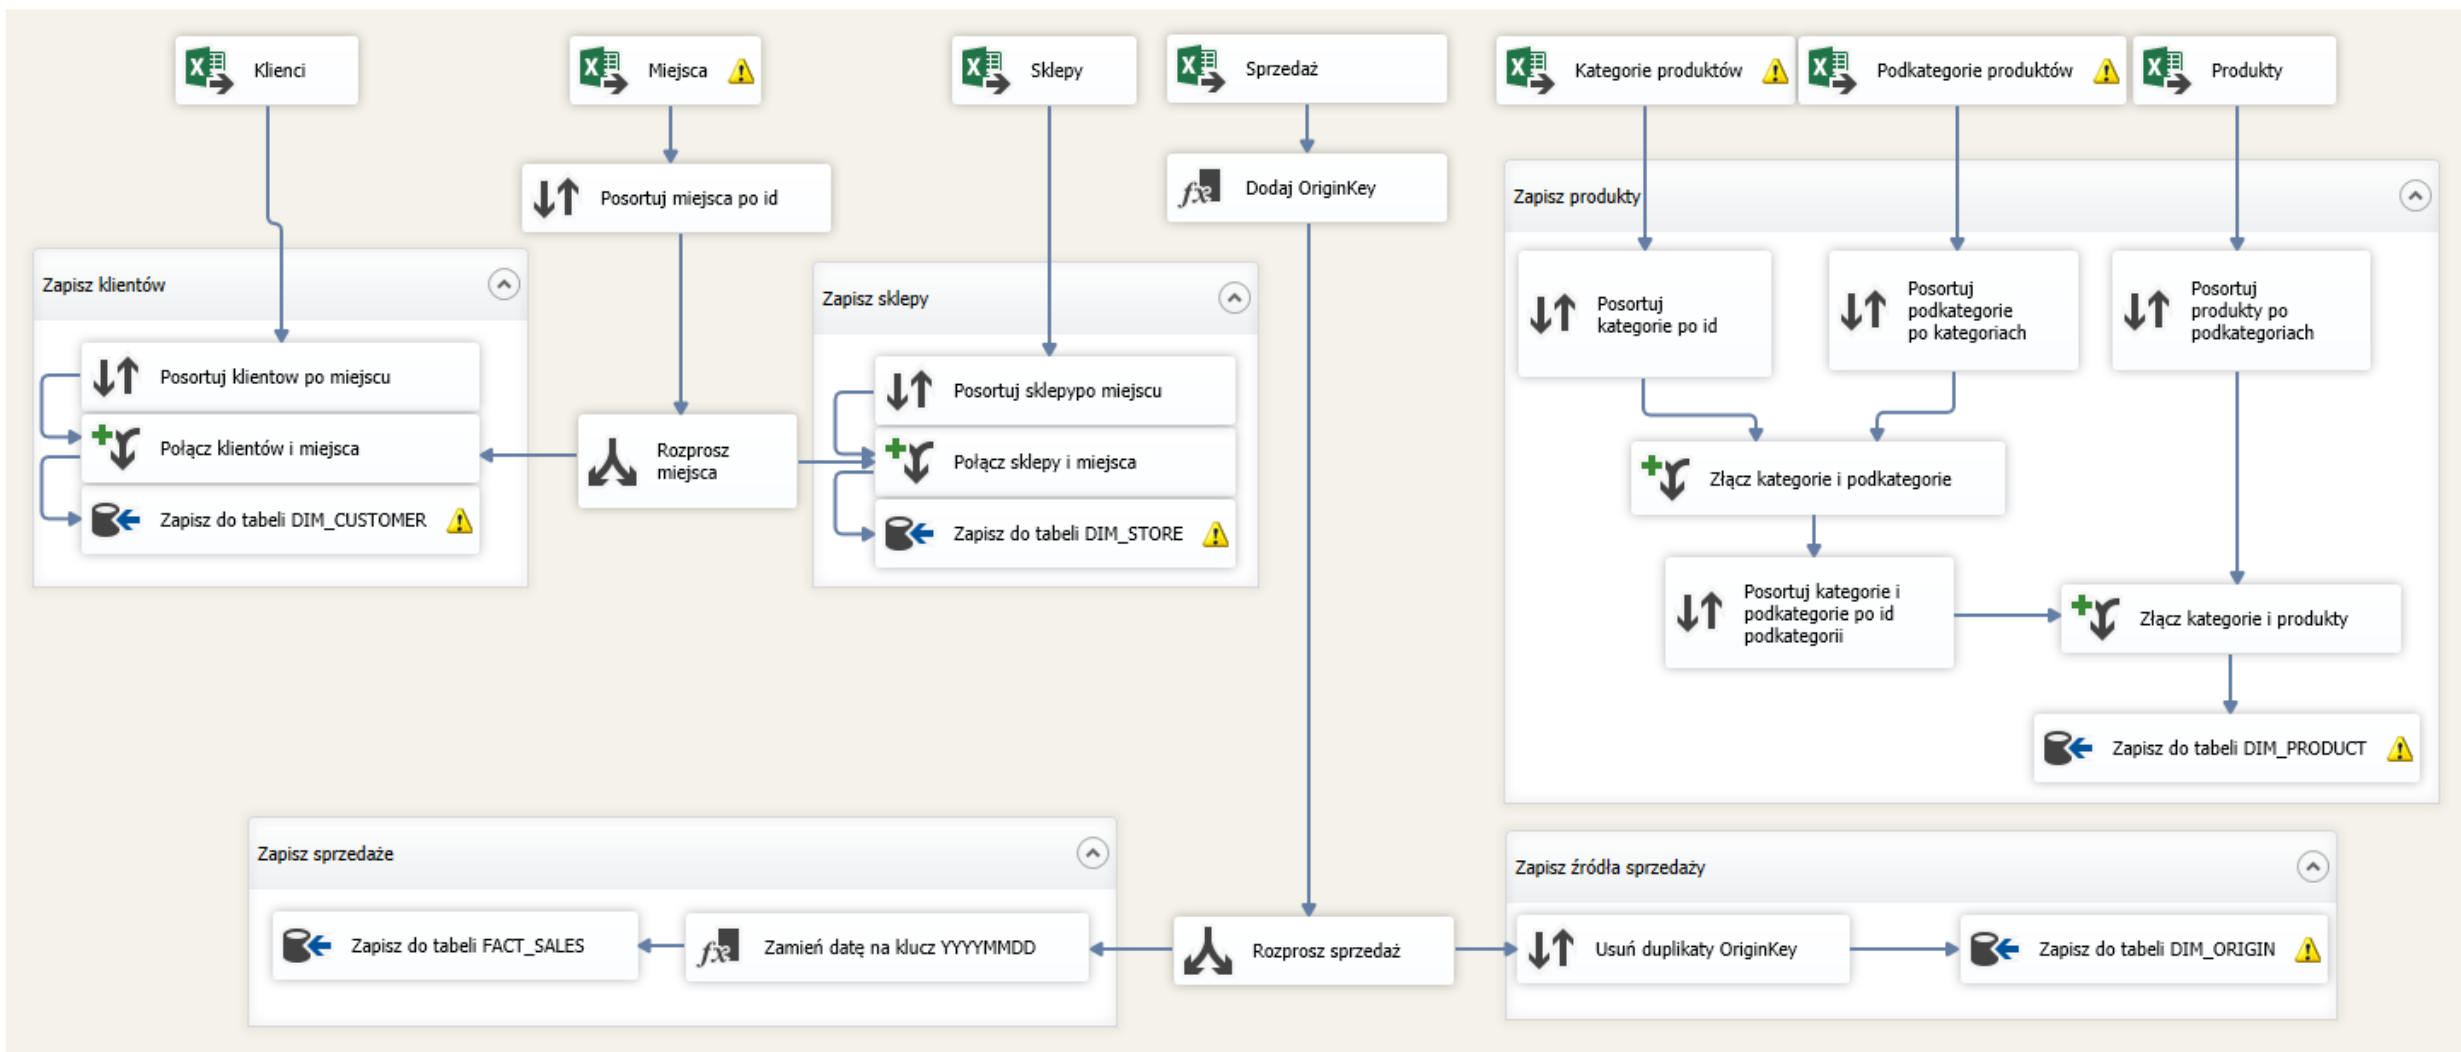 Klienci
Miejsca
Sklepy
Sprzedaż
Kategorie produktów
Podkategorie produktów
Produkty
Posortuj miejsca po id
Dodaj OriginKey
Zapisz produkty
Zapisz klientów
Zapisz sklepy
Posortuj
kategorie po id
Posortuj
podkategorie
po kategoriach
Posortuj
produkty po
podkategoriach
Posortuj klientow po miejscu
Posortuj sklepypo miejscu
Połącz klientów i miejsca
Rozprosz
miejsca
Połącz sklepy i miejsca
Złącz kategorie i podkategorie
Zapisz do tabeli DIM_CUSTOMER
Zapisz do tabeli DIM_STORE
Posortuj kategorie i
podkategorie po id
podkategorii
Złącz kategorie i produkty
Zapisz do tabeli DIM_PRODUCT
Zapisz sprzedaże
Zapisz źródła sprzedaży
Zapisz do tabeli FACT_SALES
Zamień datę na klucz YYYYMMDD
Rozprosz sprzedaż
Usuń duplikaty OriginKey
Zapisz do tabeli DIM_ORIGIN